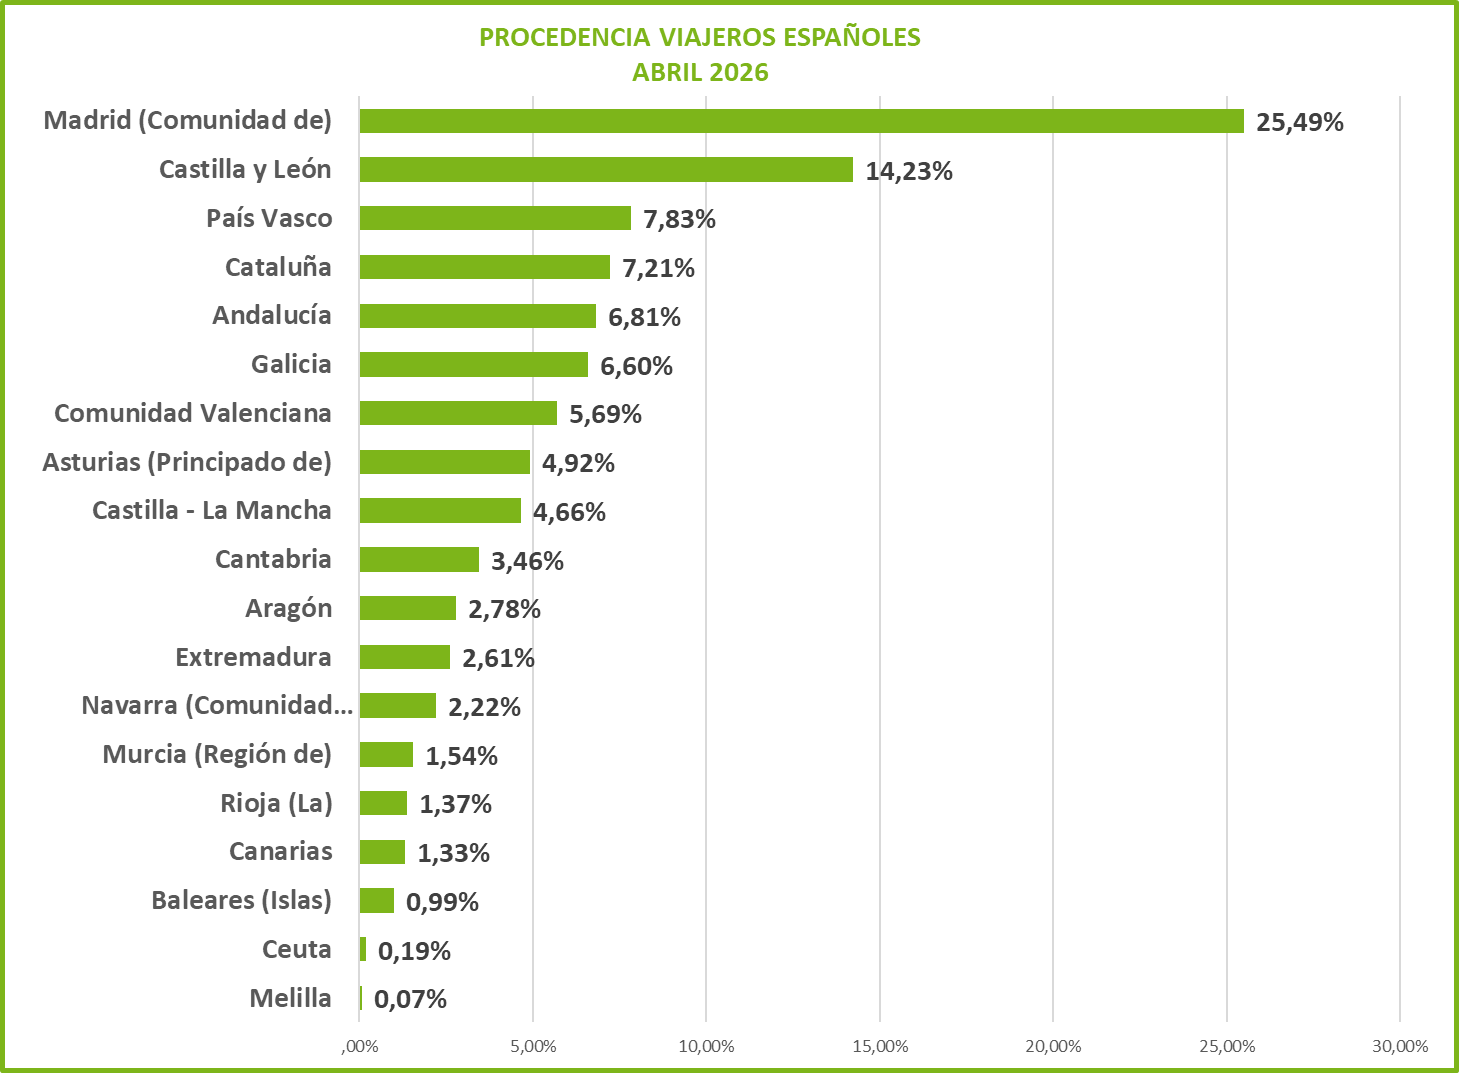 PROCEDENCIA VIAJEROS ESPAÑOLES
ABRIL 2026
Madrid (Comunidad de) 25,49%
Castilla y León 14,23%
País Vasco 7,83%
Cataluña 7,21%
Andalucía 6,81%
Galicia 6,60%
Comunidad Valenciana 5,69%
Asturias (Principado de) 4,92%
Castilla - La Mancha 4,66%
Cantabria 3,46%
Aragón 2,78%
Extremadura 2,61%
Navarra (Comunidad... 2,22%
Murcia (Región de) 1,54%
Rioja (La) 1,37%
Canarias 1,33%
Baleares (Islas) 0,99%
Ceuta 0,19%
Melilla 0,07%
,00% 5,00% 10,00% 15,00% 20,00% 25,00% 30,00%